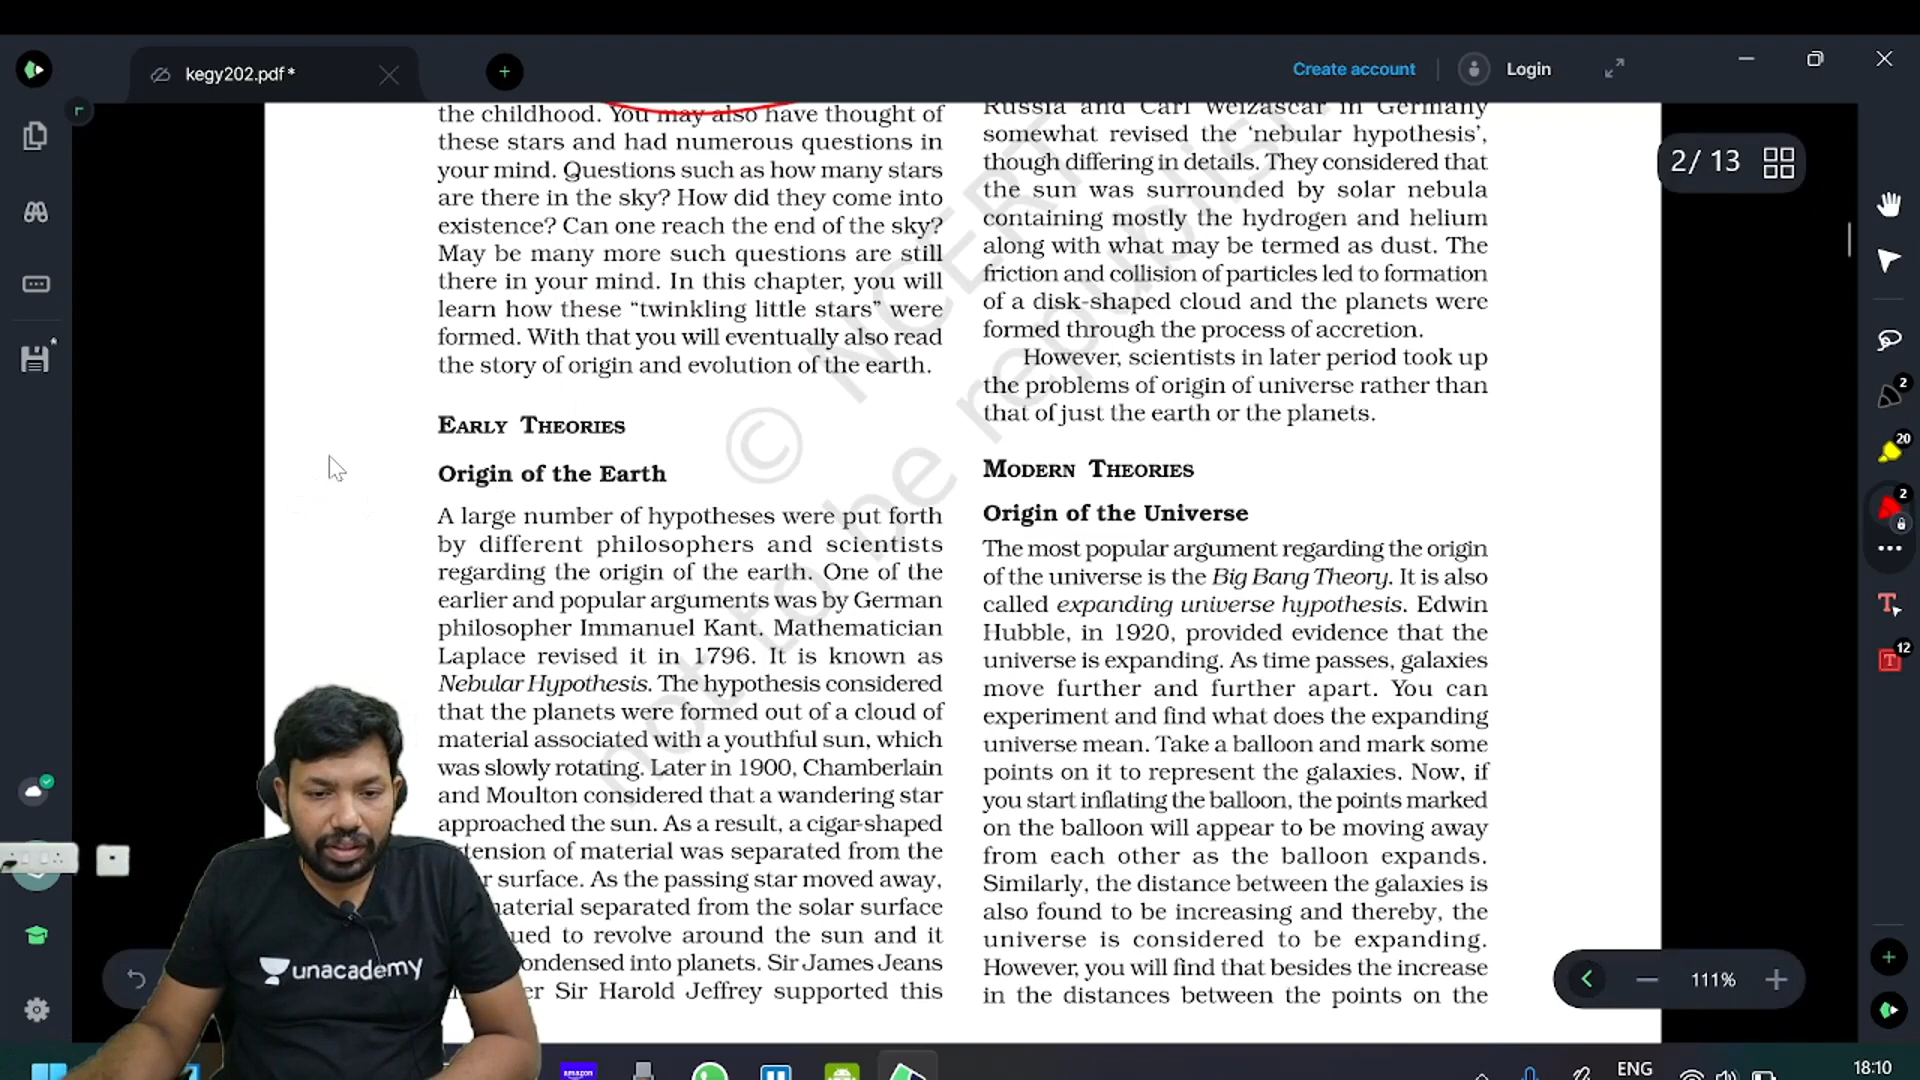 kegy202.pdf *
Create account
Login
2/ 13
the childhood. You may also have thought of
these stars and had numerous questions in
your mind. Questions such as how many stars
are there in the sky? How did they come into
existence? Can one reach the end of the sky?
May be many more such questions are still
there in your mind. In this chapter, you will
learn how these “twinkling little stars” were
formed. With that you will eventually also read
the story of origin and evolution of the earth.
EARLY THEORIES
Origin of the Earth
A large number of hypotheses were put forth
by different philosophers and scientists
regarding the origin of the earth. One of the
earlier and popular arguments was by German
philosopher Immanuel Kant. Mathematician
Laplace revised it in 1796. It is known as
Nebular Hypothesis. The hypothesis considered
that the planets were formed out of a cloud of
material associated with a youthful sun, which
was slowly rotating. Later in 1900, Chamberlain
and Moulton considered that a wandering star
approached the sun. As a result, a cigar-shaped
tension of material was separated from the
r surface. As the passing star moved away,
material separated from the solar surface
ued to revolve around the sun and it
ondensed into planets. Sir James Jeans
er Sir Harold Jeffrey supported this
Russia and Carl Weizascar in Germany
somewhat revised the ‘nebular hypothesis’,
though differing in details. They considered that
the sun was surrounded by solar nebula
containing mostly the hydrogen and helium
along with what may be termed as dust. The
friction and collision of particles led to formation
of a disk-shaped cloud and the planets were
formed through the process of accretion.
However, scientists in later period took up
the problems of origin of universe rather than
that of just the earth or the planets.
MODERN THEORIES
Origin of the Universe
The most popular argument regarding the origin
of the universe is the Big Bang Theory. It is also
called expanding universe hypothesis. Edwin
Hubble, in 1920, provided evidence that the
universe is expanding. As time passes, galaxies
move further and further apart. You can
experiment and find what does the expanding
universe mean. Take a balloon and mark some
points on it to represent the galaxies. Now, if
you start inflating the balloon, the points marked
on the balloon will appear to be moving away
from each other as the balloon expands.
Similarly, the distance between the galaxies is
also found to be increasing and thereby, the
universe is considered to be expanding.
However, you will find that besides the increase
in the distances between the points on the
© NCERT
not to be republis
2
20
2
T
T 12
unacademy
111%
amazon
ENG
18:10